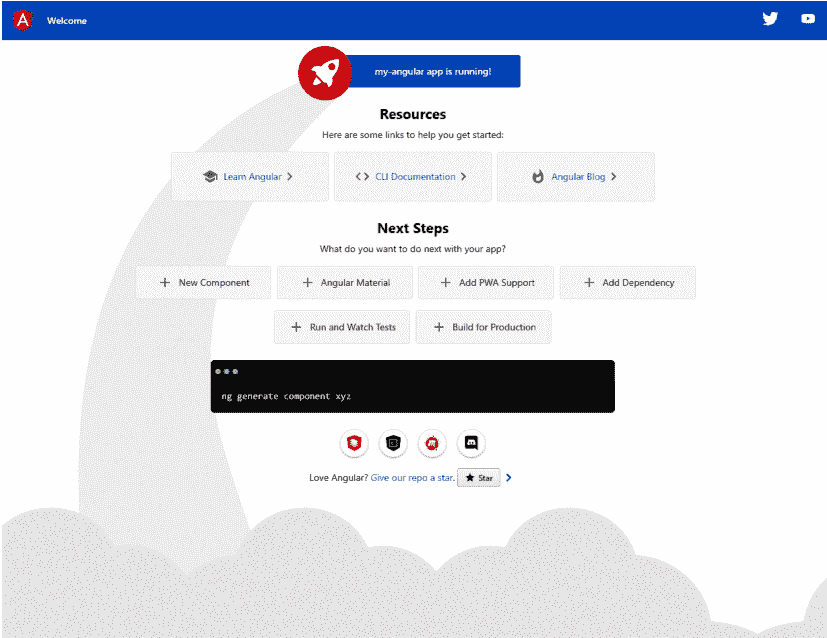 Welcome
my-angular app is running!
Resources
Here are some links to help you get started:
Learn Angular
CLI Documentation
Angular Blog
Next Steps
What do you want to do next with your app?
New Component
Angular Material
Add PWA Support
Add Dependency
Run and Watch Tests
Build for Production
ng generate component xyz
Love Angular? Give our repo a star. Star